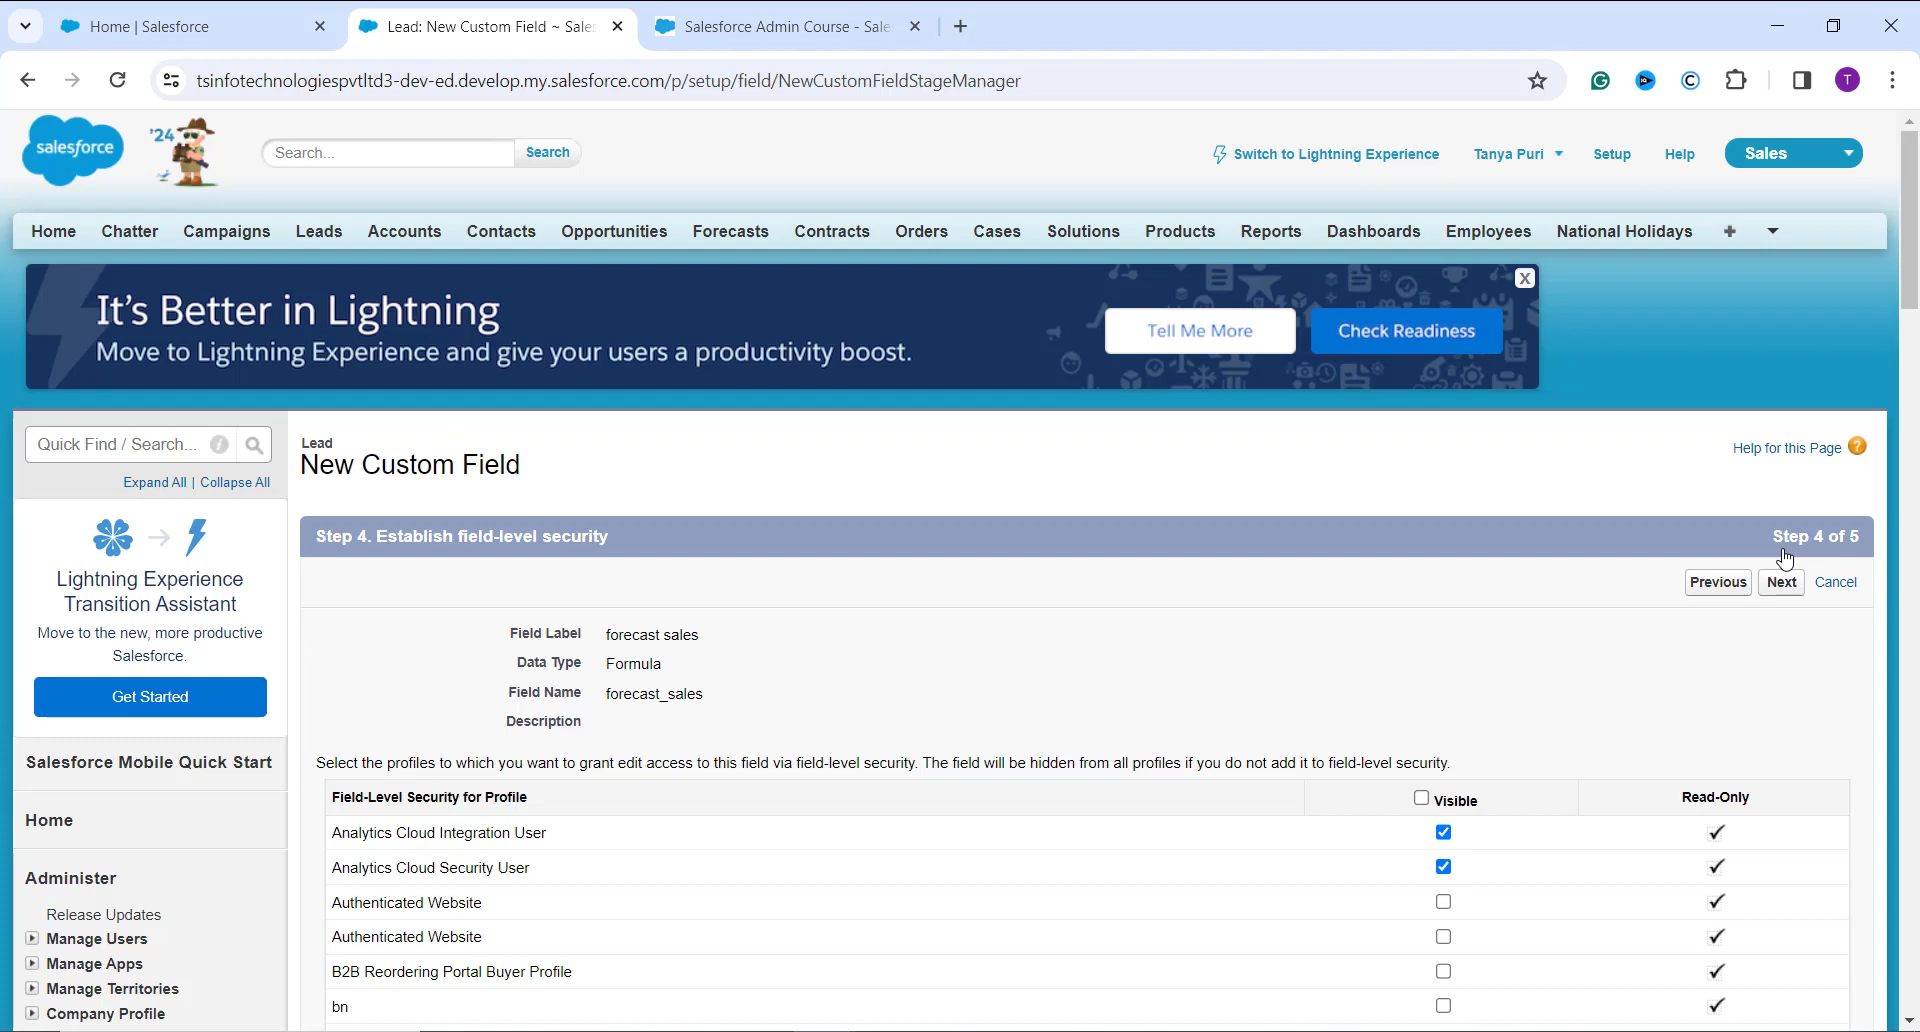 Home | Salesforce
Lead: New Custom Field ~ Sales
Salesforce Admin Course - Sale
tsinfotechnologiespvtltd3-dev-ed.develop.my.salesforce.com/p/setup/field/NewCustomFieldStageManager
T
salesforce
'24
Search...
Search
Switch to Lightning Experience
Tanya Puri
Setup
Help
Sales
Home Chatter Campaigns Leads Accounts Contacts Opportunities Forecasts Contracts Orders Cases Solutions Products Reports Dashboards Employees National Holidays
It's Better in Lightning
Move to Lightning Experience and give your users a productivity boost.
Tell Me More
Check Readiness
X
Quick Find / Search...
Expand All | Collapse All
Lightning Experience
Transition Assistant
Move to the new, more productive
Salesforce.
Get Started
Salesforce Mobile Quick Start
Home
Administer
Release Updates
Manage Users
Manage Apps
Manage Territories
Company Profile
Lead
New Custom Field
Help for this Page ?
Step 4. Establish field-level security
Step 4 of 5
Previous Next Cancel
Field Label forecast sales
Data Type Formula
Field Name forecast_sales
Description
Select the profiles to which you want to grant edit access to this field via field-level security. The field will be hidden from all profiles if you do not add it to field-level security.
Field-Level Security for Profile Visible Read-Only
Analytics Cloud Integration User
Analytics Cloud Security User
Authenticated Website
Authenticated Website
B2B Reordering Portal Buyer Profile
bn